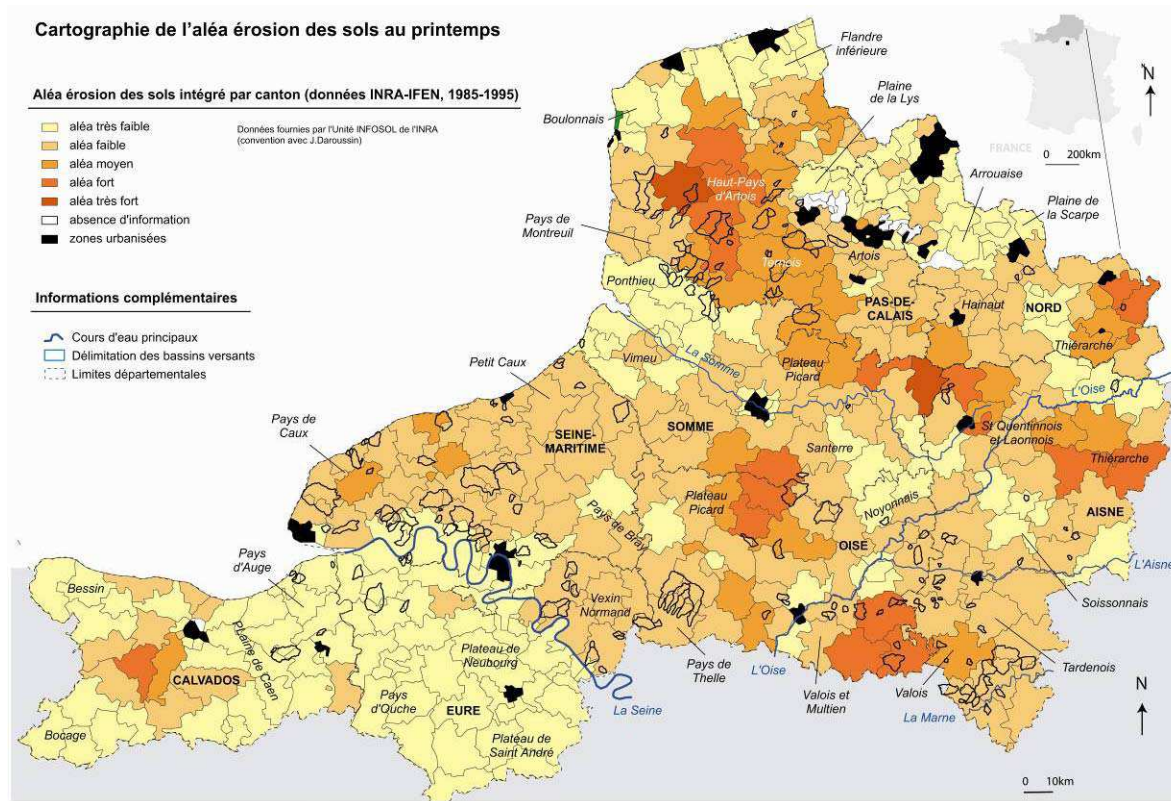 Cartographie de l'aléa érosion des sols au printemps
Aléa érosion des sols intégré par canton (données INRA-IFEN, 1985-1995)
aléa très faible
aléa faible
aléa moyen
aléa fort
aléa très fort
absence d'information
zones urbanisées
Données fournies par l'Unité INFOSOL de l'INRA
(convention avec J.Daroussin)
Informations complémentaires
Cours d'eau principaux
Délimitation des bassins versants
Limites départementales
Flandre
inférieure
Plaine
de la Lys
Boulonnais
FRANCE
0 200km
N
Arrouaise
Plaine de
la Scarpe
Haut-Pays
d'Artois
Pays de
Montreuil
Ternois
Artois
Ponthieu
PAS-DE-
CALAIS
Hainaut
NORD
Thiérarche
Vimeu
La Somme
Plateau
Picard
L'Oise
Petit Caux
Pays de
Caux
SEINE-
MARITIME
SOMME
Santerre
St Quentinnois
et Laonnois
Thiérarche
Plateau
Picard
Noyonnais
Pays de Bray
OISE
AISNE
L'Aisne
Pays
d'Auge
Bessin
Vexin
Normand
Soissonnais
PLaine de Caen
CALVADOS
Plateau de
Neubourg
Pays de
Thelle
L'Oise
Valois et
Multien
Valois
Tardenois
Pays
d'Ouche
EURE
La Seine
La Marne
N
Bocage
Plateau de
Saint André
0 10km